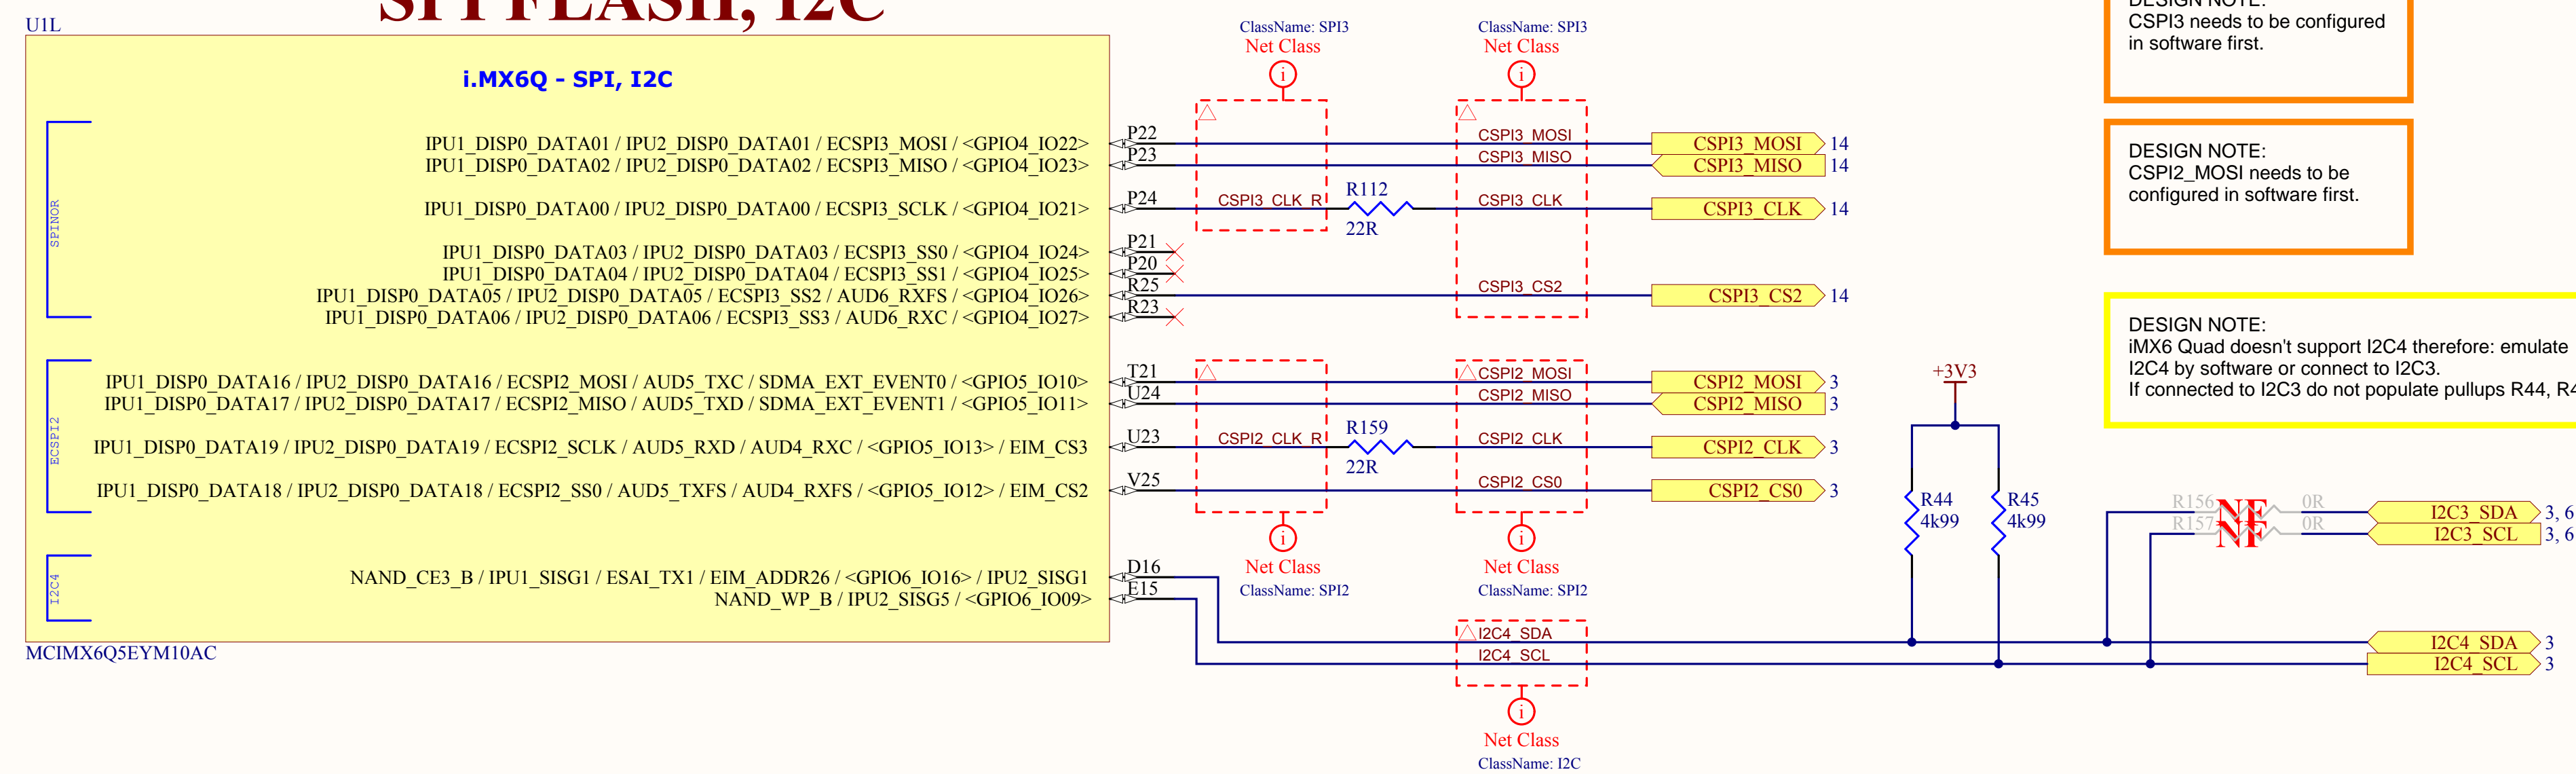 SPI FLASH, I2C
U1L
i.MX6Q - SPI, I2C
SPINOR
IPU1_DISP0_DATA01 / IPU2_DISP0_DATA01 / ECSPI3_MOSI / <GPIO4_IO22>
IPU1_DISP0_DATA02 / IPU2_DISP0_DATA02 / ECSPI3_MISO / <GPIO4_IO23>
IPU1_DISP0_DATA00 / IPU2_DISP0_DATA00 / ECSPI3_SCLK / <GPIO4_IO21>
IPU1_DISP0_DATA03 / IPU2_DISP0_DATA03 / ECSPI3_SS0 / <GPIO4_IO24>
IPU1_DISP0_DATA04 / IPU2_DISP0_DATA04 / ECSPI3_SS1 / <GPIO4_IO25>
IPU1_DISP0_DATA05 / IPU2_DISP0_DATA05 / ECSPI3_SS2 / AUD6_RXFS / <GPIO4_IO26>
IPU1_DISP0_DATA06 / IPU2_DISP0_DATA06 / ECSPI3_SS3 / AUD6_RXC / <GPIO4_IO27>
ECSPI2
IPU1_DISP0_DATA16 / IPU2_DISP0_DATA16 / ECSPI2_MOSI / AUD5_TXC / SDMA_EXT_EVENT0 / <GPIO5_IO10>
IPU1_DISP0_DATA17 / IPU2_DISP0_DATA17 / ECSPI2_MISO / AUD5_TXD / SDMA_EXT_EVENT1 / <GPIO5_IO11>
IPU1_DISP0_DATA19 / IPU2_DISP0_DATA19 / ECSPI2_SCLK / AUD5_RXD / AUD4_RXC / <GPIO5_IO13> / EIM_CS3
IPU1_DISP0_DATA18 / IPU2_DISP0_DATA18 / ECSPI2_SS0 / AUD5_TXFS / AUD4_RXFS / <GPIO5_IO12> / EIM_CS2
I2C4
NAND_CE3_B / IPU1_SISG1 / ESAI_TX1 / EIM_ADDR26 / <GPIO6_IO16> / IPU2_SISG1
NAND_WP_B / IPU2_SISG5 / <GPIO6_IO09>
MCIMX6Q5EYM10AC
P22
P23
P24
P21
P20
R25
R23
T21
U24
U23
V25
D16
E15
ClassName: SPI3
Net Class
i
CSPI3_CLK_R
R112
22R
ClassName: SPI3
Net Class
i
CSPI3_MOSI
CSPI3_MISO
CSPI3_CLK
CSPI3_CS2
CSPI3_MOSI 14
CSPI3_MISO 14
CSPI3_CLK 14
CSPI3_CS2 14
CSPI2_CLK_R
i
Net Class
ClassName: SPI2
R159
22R
CSPI2_MOSI
CSPI2_MISO
CSPI2_CLK
CSPI2_CS0
i
Net Class
ClassName: SPI2
CSPI2_MOSI 3
CSPI2_MISO 3
CSPI2_CLK 3
CSPI2_CS0 3
I2C4_SDA
I2C4_SCL
i
Net Class
ClassName: I2C
+3V3
R44
4k99
R45
4k99
DESIGN NOTE:
CSPI3 needs to be configured
in software first.
DESIGN NOTE:
CSPI2_MOSI needs to be
configured in software first.
DESIGN NOTE:
iMX6 Quad doesn't support I2C4 therefore: emulate
I2C4 by software or connect to I2C3.
If connected to I2C3 do not populate pullups R44,
R156 NF 0R
R157 NF 0R
I2C3_SDA 3, 6
I2C3_SCL 3, 6
I2C4_SDA 3
I2C4_SCL 3